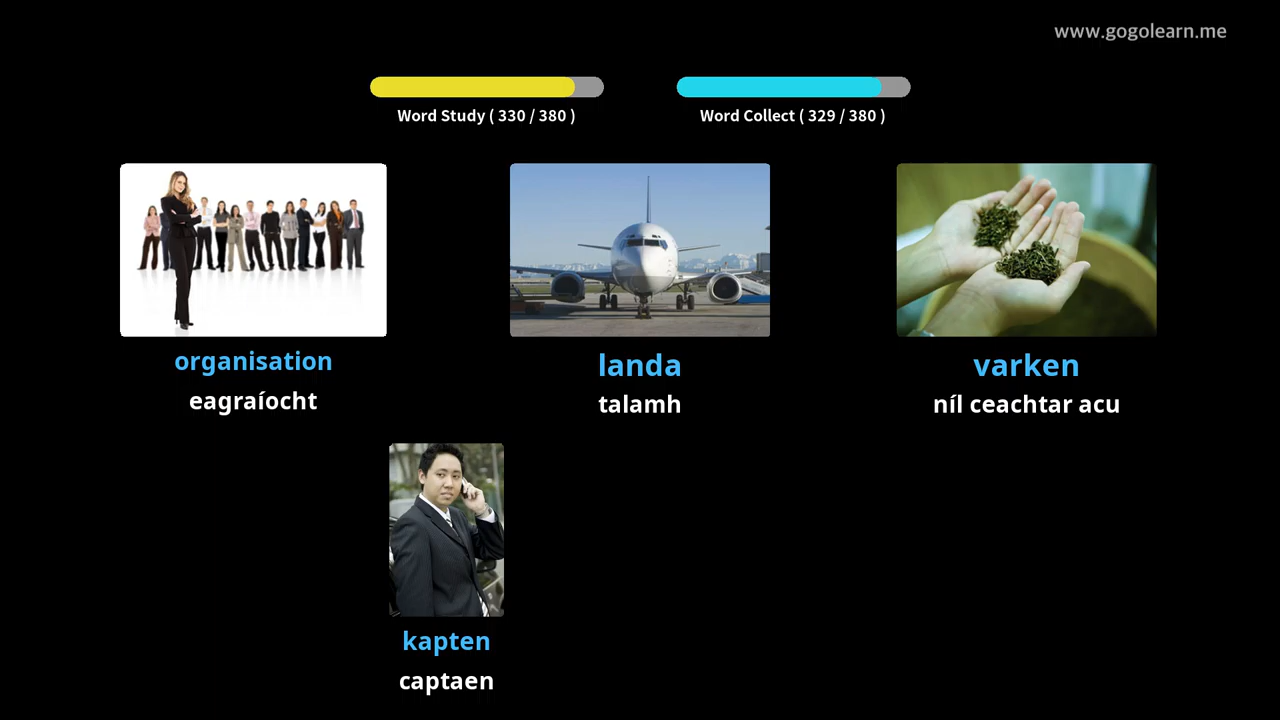 www.gogolearn.me
Word Study ( 330 / 380 )
Word Collect ( 329 / 380 )
organisation
eagraíocht
landa
talamh
varken
níl ceachtar acu
kapten
captaen